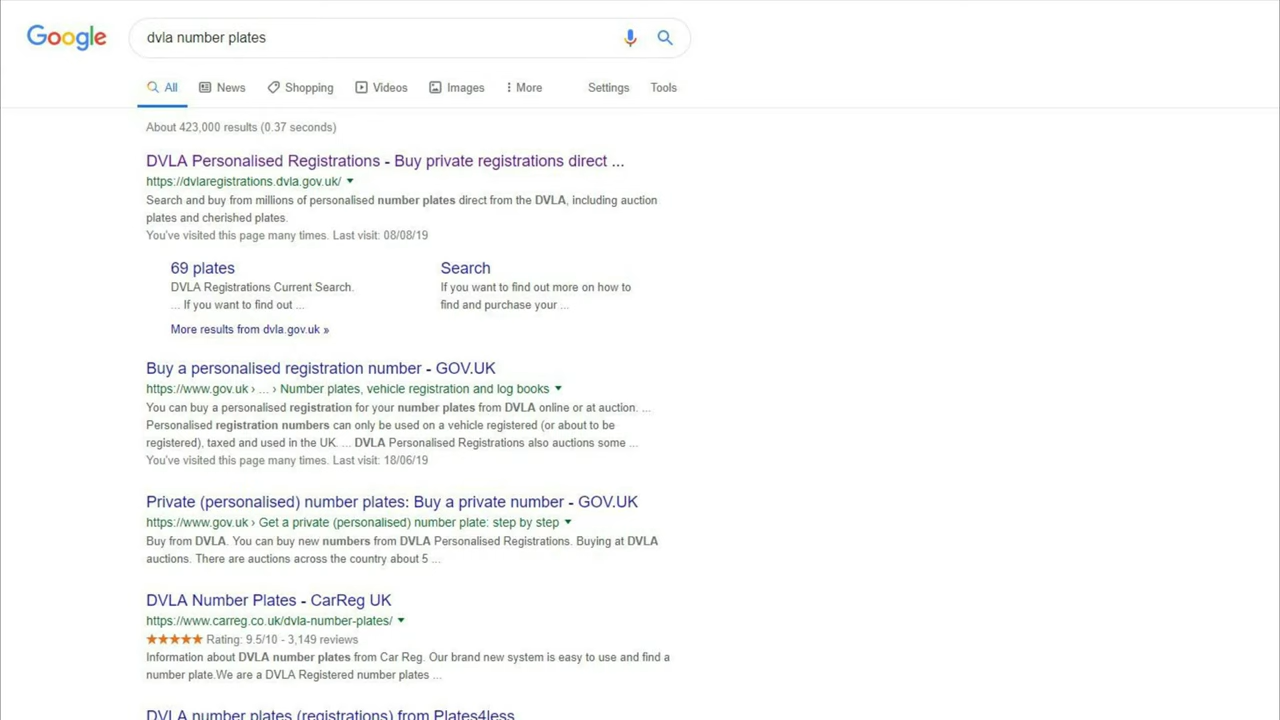 Google
dvla number plates
All News Shopping Videos Images More Settings Tools
About 423,000 results (0.37 seconds)
DVLA Personalised Registrations - Buy private registrations direct ...
https://dvlaregistrations.dvla.gov.uk/
Search and buy from millions of personalised number plates direct from the DVLA, including auction
plates and cherished plates.
You've visited this page many times. Last visit: 08/08/19
69 plates
DVLA Registrations Current Search.
... If you want to find out ...
Search
If you want to find out more on how to
find and purchase your ...
More results from dvla.gov.uk »
Buy a personalised registration number - GOV.UK
https://www.gov.uk › ... › Number plates, vehicle registration and log books
You can buy a personalised registration for your number plates from DVLA online or at auction. ...
Personalised registration numbers can only be used on a vehicle registered (or about to be
registered), taxed and used in the UK. ... DVLA Personalised Registrations also auctions some ...
You've visited this page many times. Last visit: 18/06/19
Private (personalised) number plates: Buy a private number - GOV.UK
https://www.gov.uk › Get a private (personalised) number plate: step by step
Buy from DVLA. You can buy new numbers from DVLA Personalised Registrations. Buying at DVLA
auctions. There are auctions across the country about 5 ...
DVLA Number Plates - CarReg UK
https://www.carreg.co.uk/dvla-number-plates/
Rating: 9.5/10 - 3,149 reviews
Information about DVLA number plates from Car Reg. Our brand new system is easy to use and find a
number plate.We are a DVLA Registered number plates ...
DVLA number plates (registrations) from Plates4less